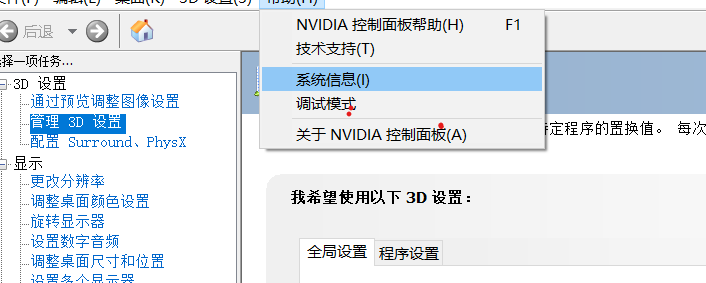 后退
NVIDIA 控制面板帮助(H) F1
技术支持(T)
系统信息(I)
调试模式
关于 NVIDIA 控制面板(A)
选择一项任务...
3D 设置
通过预览调整图像设置
管理 3D 设置
配置 Surround、PhysX
显示
更改分辨率
调整桌面颜色设置
旋转显示器
设置数字音频
调整桌面尺寸和位置
设置多个显示器
定程序的置换值。 每次
我希望使用以下 3D 设置：
全局设置 程序设置